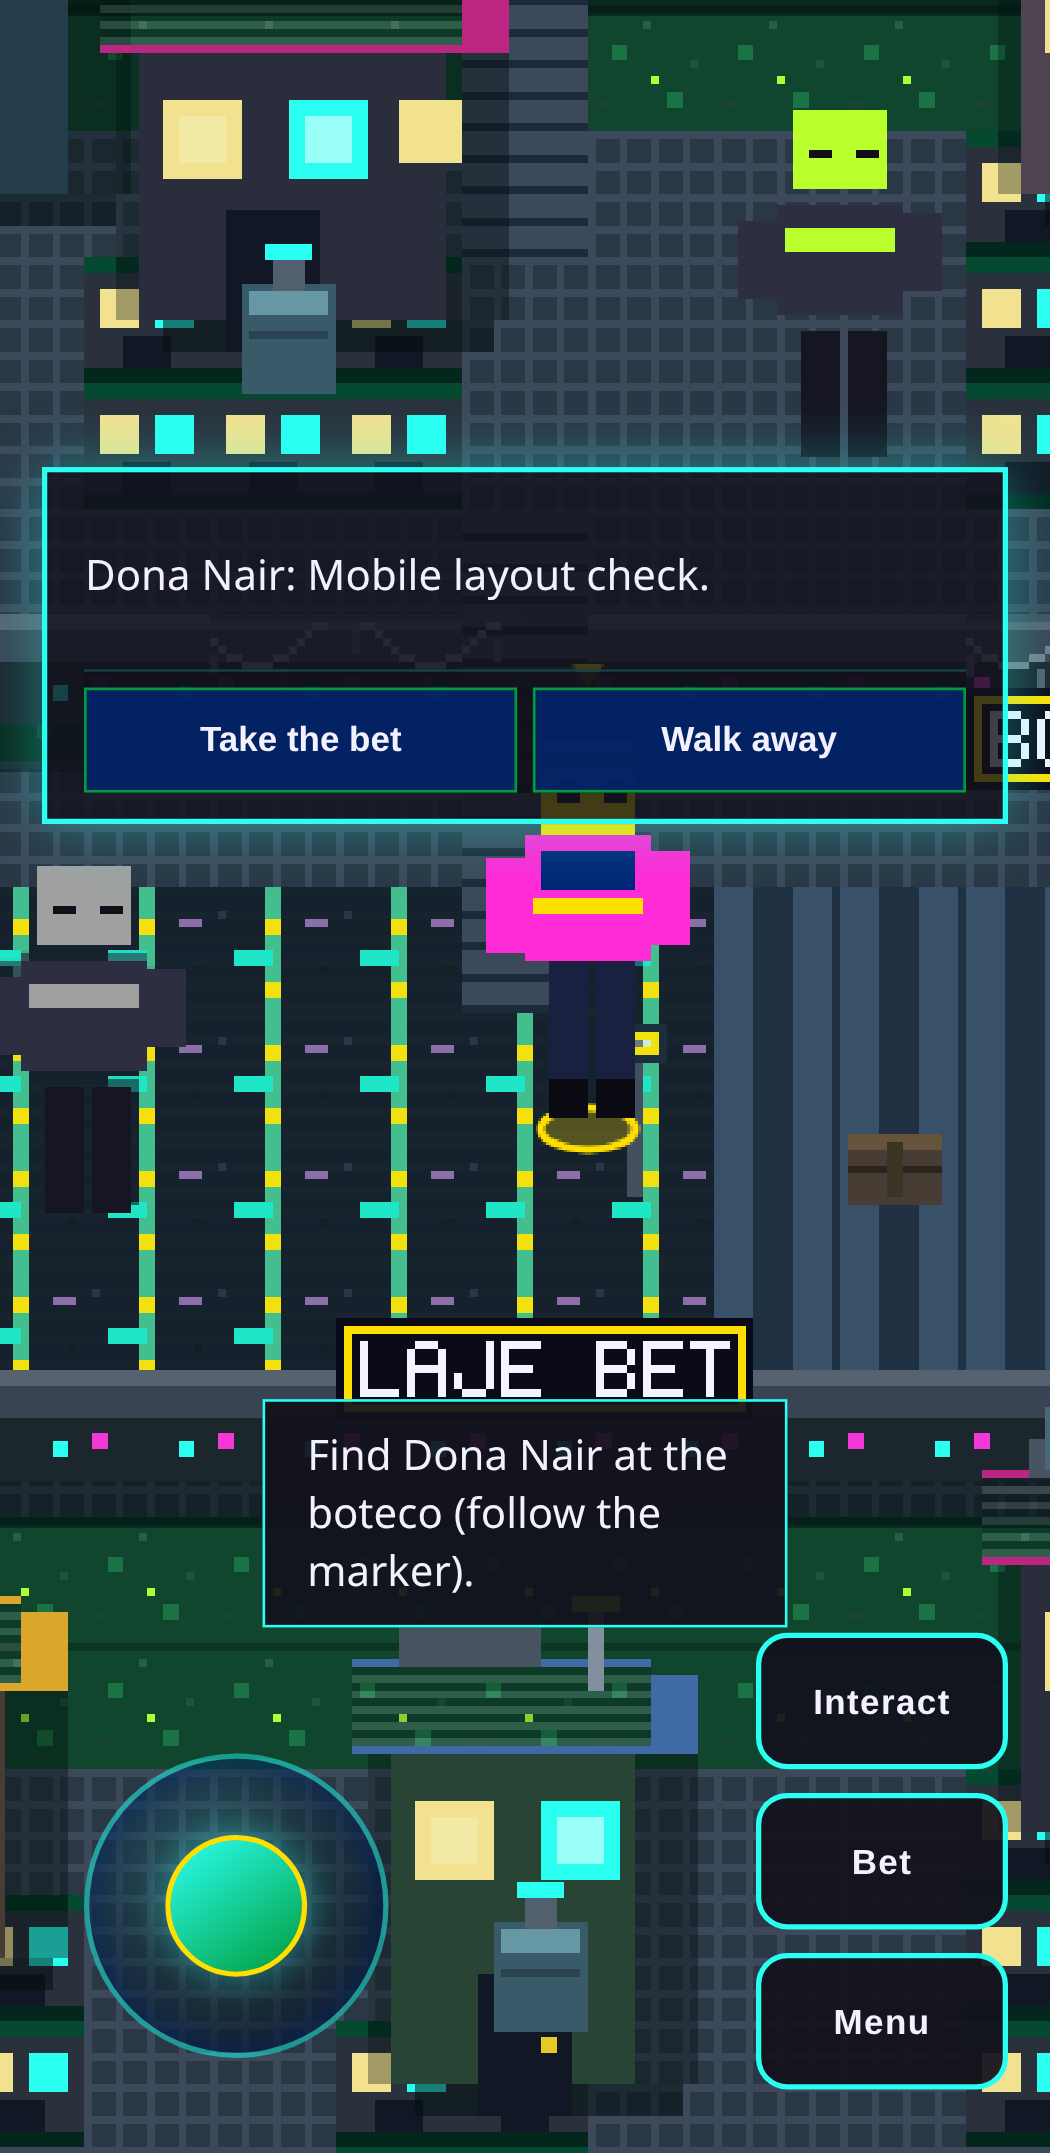 Dona Nair: Mobile layout check.
Take the bet
Walk away
LAJE BET
Find Dona Nair at the
boteco (follow the
marker).
Interact
Bet
Menu